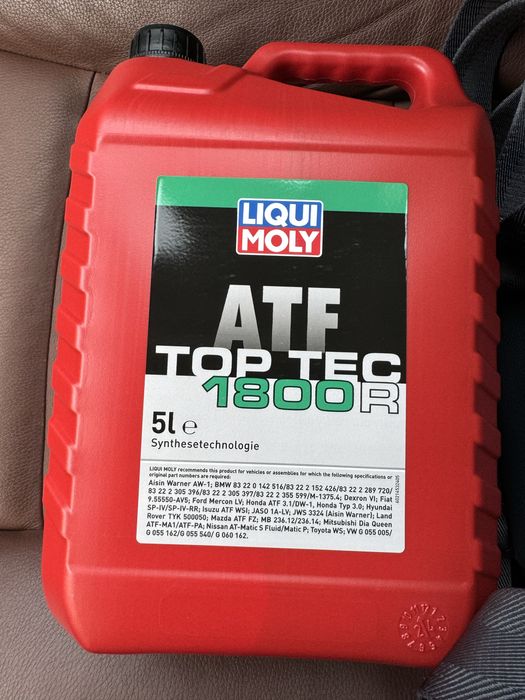 LIQUI
MOLY
ATF
TOP TEC
1800R
5l e
Synthesetechnologie
LIQUI MOLY recommends this product for vehicles or assemblies for which the following specifications or
original part numbers are required:
Aisin Warner AW-1; BMW 83 22 0 142 516/83 22 2 152 426/83 22 2 289 720/
83 22 2 305 396/83 22 2 305 397/83 22 2 355 599/M-1375.4; Dexron VI; Fiat
9.55550-AV5; Ford Mercon LV; Honda ATF 3.1/DW-1, Honda Typ 3.0; Hyundai
SP-IV/SP-IV-RR; Isuzu ATF WSI; JASO 1A-LV; JWS 3324 (Aisin Warner); Land
Rover TYK 500050; Mazda ATF FZ; MB 236.12/236.14; Mitsubishi Dia Queen
ATF-MA1/ATF-PA; Nissan AT-Matic S Fluid/Matic P; Toyota WS; VW G 055 005/
G 055 162/G 055 540/ G 060 162.